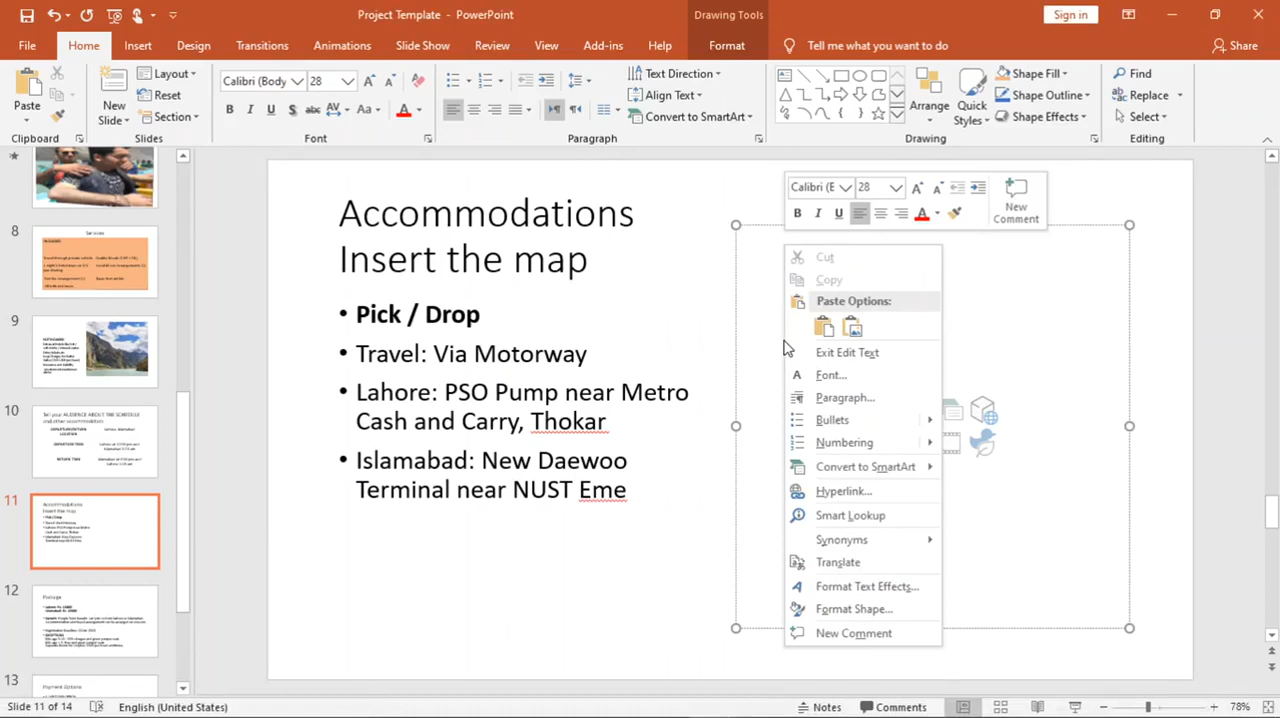 Project Template - PowerPoint
Drawing Tools
Sign in
File
Home
Insert
Design
Transitions
Animations
Slide Show
Review
View
Add-ins
Help
Format
Tell me what you want to do
Share
Paste
Clipboard
New
Slide
Layout
Reset
Section
Slides
Calibri (Body
28
B I U S abc AV Aa A
Font
Text Direction
Align Text
Convert to SmartArt
Paragraph
Arrange
Quick
Styles
Shape Fill
Shape Outline
Shape Effects
Drawing
Find
Replace
Select
Editing
8
Services
9
10
Tell your AUDIENCE ABOUT THE SCHEDULE
and other accommodation
11
Accommodations
Insert the map
12
Package
13
Payment Options
Accommodations
Insert the map
• Pick / Drop
• Travel: Via Motorway
• Lahore: PSO Pump near Metro
Cash and Carry, Thokar
• Islamabad: New Daewoo
Terminal near NUST Eme
Calibri (E
28
B I U
A
New
Comment
Cut
Copy
Paste Options:
Exit Edit Text
Font...
Paragraph...
Bullets
Numbering
Convert to SmartArt
Hyperlink...
Smart Lookup
Synonyms
Translate
Format Text Effects...
Format Shape...
New Comment
Slide 11 of 14
English (United States)
Notes
Comments
78%